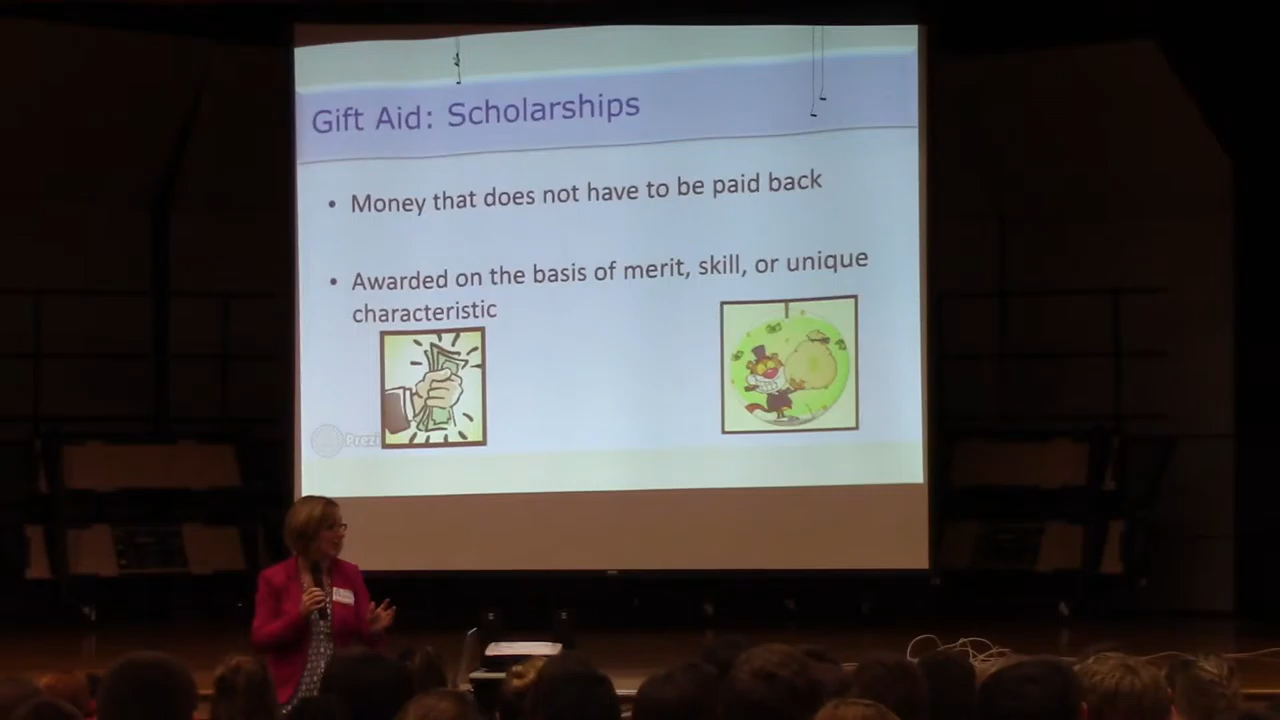 Gift Aid: Scholarships
• Money that does not have to be paid back
• Awarded on the basis of merit, skill, or unique
characteristic
Prezi